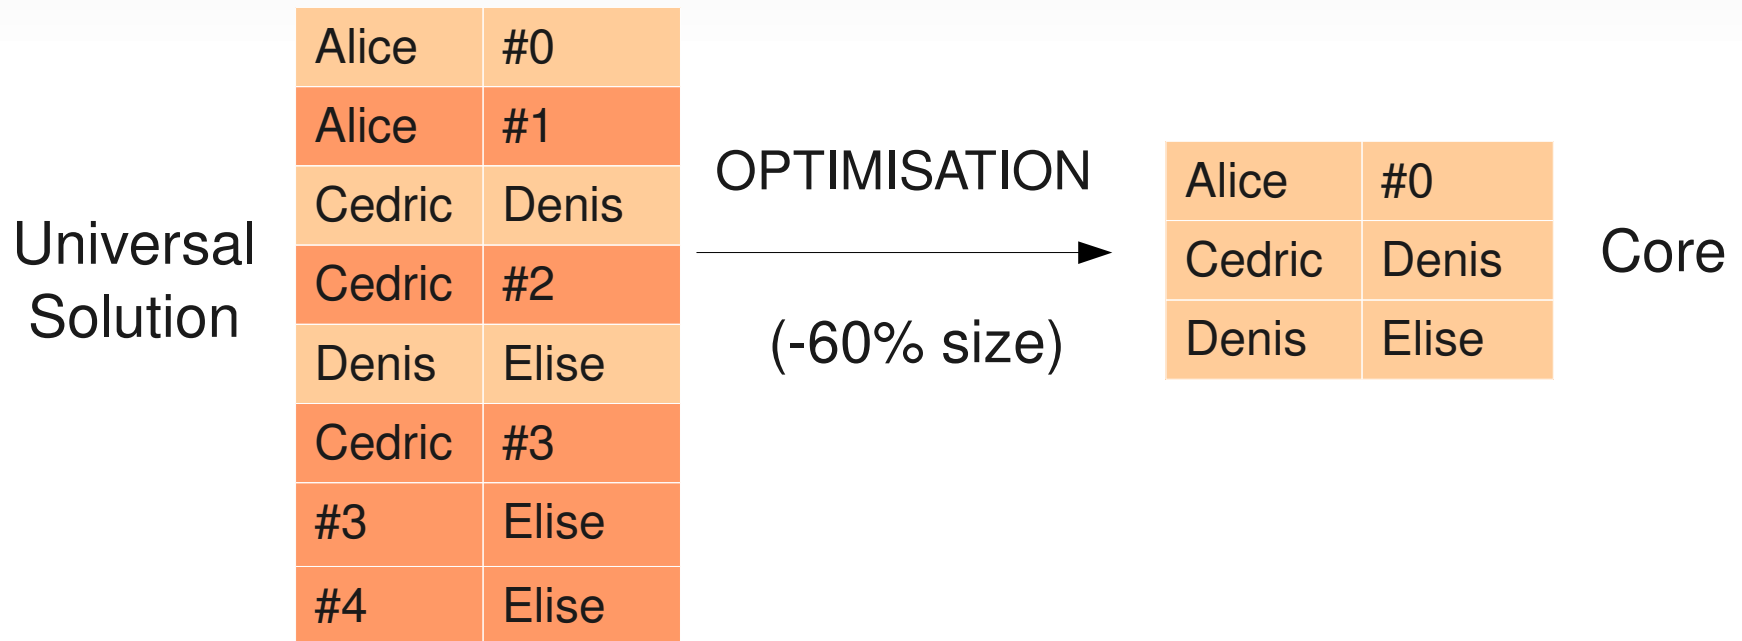 Universal
Solution
Alice #0
Alice #1
Cedric Denis
Cedric #2
Denis Elise
Cedric #3
#3 Elise
#4 Elise
OPTIMISATION
(-60% size)
Alice #0
Cedric Denis
Denis Elise
Core